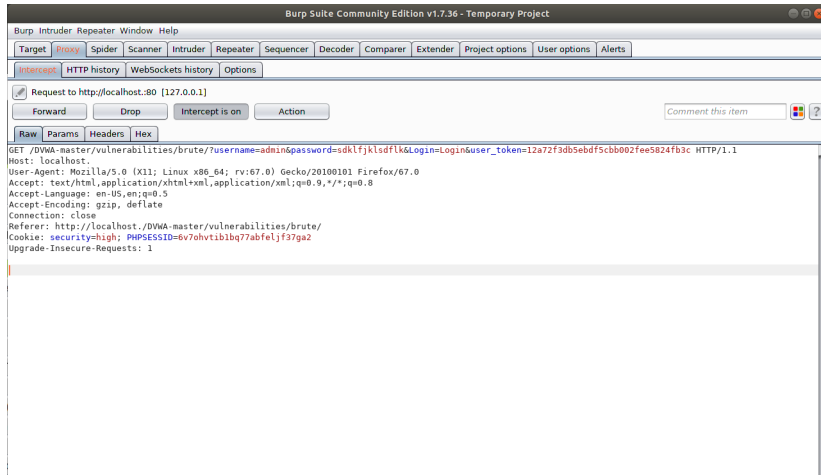 Burp Suite Community Edition v1.7.36 - Temporary Project
Burp Intruder Repeater Window Help
Target Proxy Spider Scanner Intruder Repeater Sequencer Decoder Comparer Extender Project options User options Alerts
Intercept HTTP history WebSockets history Options
Request to http://localhost.:80 [127.0.0.1]
Forward Drop Intercept is on Action Comment this item ?
Raw Params Headers Hex
GET /DVWA-master/vulnerabilities/brute/?username=admin&password=sdklfjklsdflk&Login=Login&user_token=12a72f3db5ebdf5cbb002fee5824fb3c HTTP/1.1
Host: localhost.
User-Agent: Mozilla/5.0 (X11; Linux x86_64; rv:67.0) Gecko/20100101 Firefox/67.0
Accept: text/html,application/xhtml+xml,application/xml;q=0.9,*/*;q=0.8
Accept-Language: en-US,en;q=0.5
Accept-Encoding: gzip, deflate
Connection: close
Referer: http://localhost./DVWA-master/vulnerabilities/brute/
Cookie: security=high; PHPSESSID=6v7ohvtib1bq77abfeljf37ga2
Upgrade-Insecure-Requests: 1